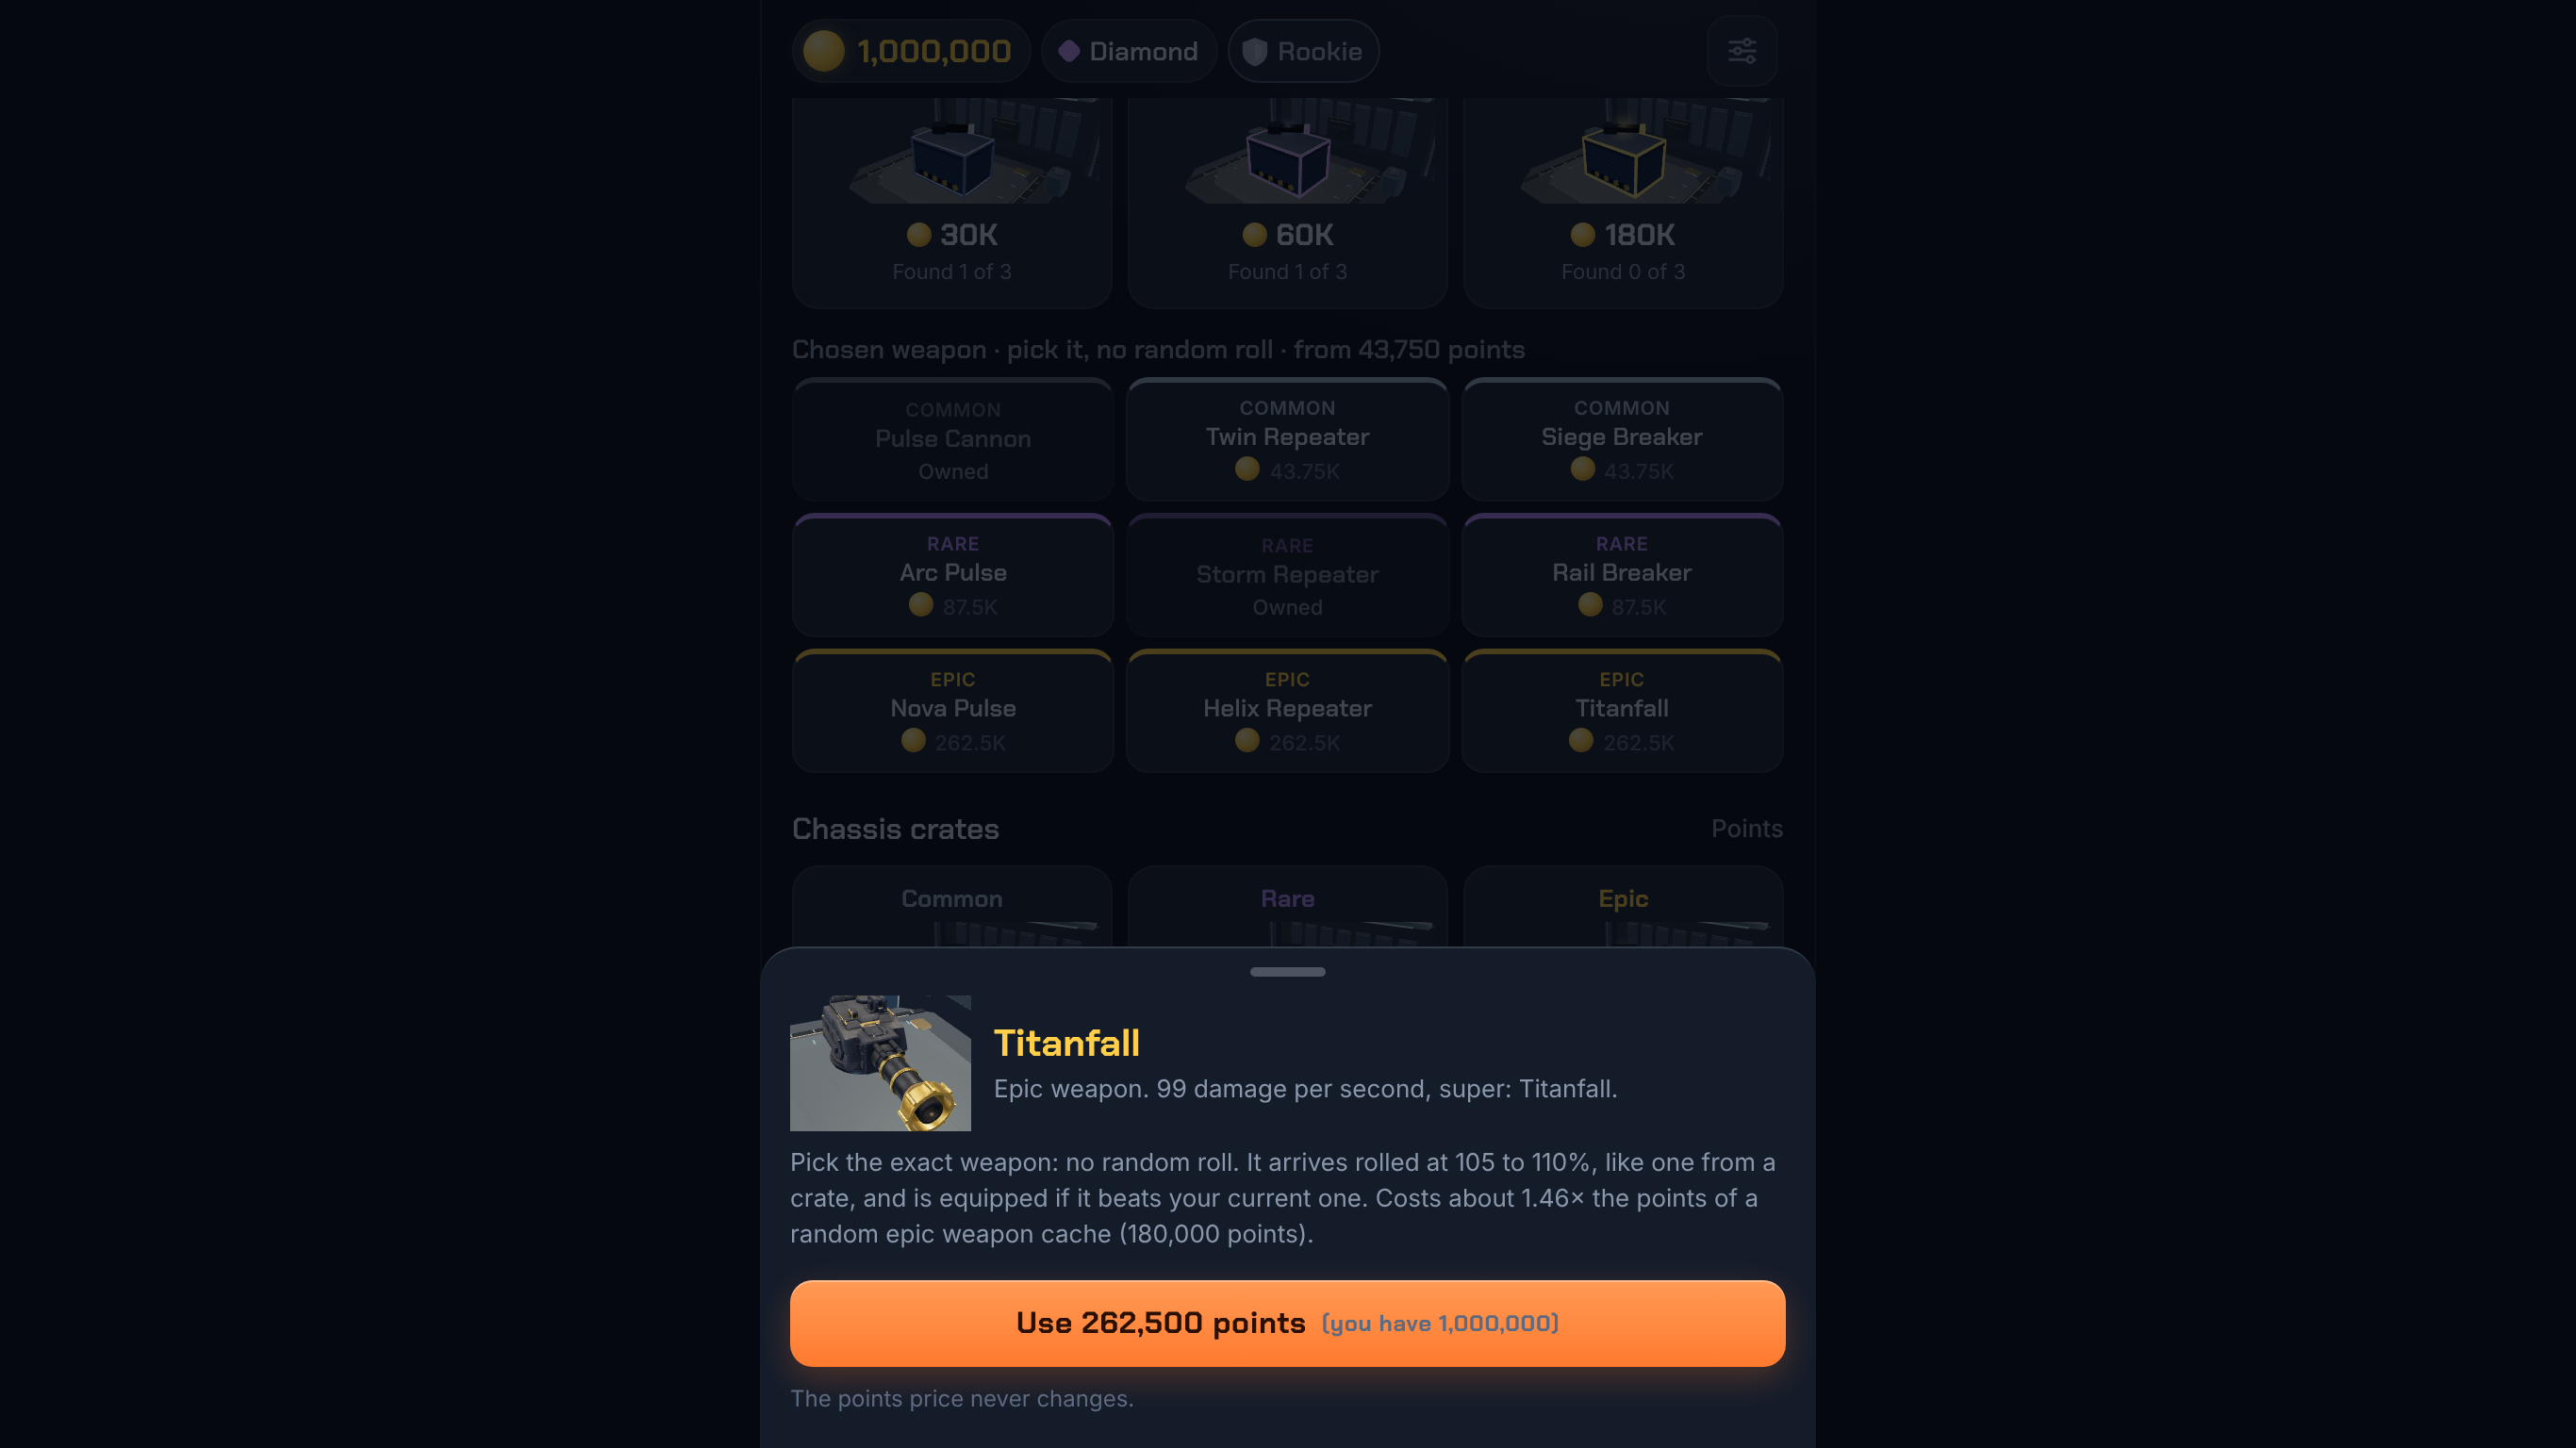 1,000,000
Diamond
Rookie
30K
60K
180K
Found 1 of 3
Found 1 of 3
Found 0 of 3
Chosen weapon · pick it, no random roll · from 43,750 points
COMMON
Pulse Cannon
Owned
COMMON
Twin Repeater
43.75K
COMMON
Siege Breaker
43.75K
RARE
Arc Pulse
87.5K
RARE
Storm Repeater
Owned
RARE
Rail Breaker
87.5K
EPIC
Nova Pulse
262.5K
EPIC
Helix Repeater
262.5K
EPIC
Titanfall
262.5K
Chassis crates
Points
Common
Rare
Epic
Titanfall
Epic weapon. 99 damage per second, super: Titanfall.
Pick the exact weapon: no random roll. It arrives rolled at 105 to 110%, like one from a
crate, and is equipped if it beats your current one. Costs about 1.46× the points of a
random epic weapon cache (180,000 points).
Use 262,500 points (you have 1,000,000)
The points price never changes.